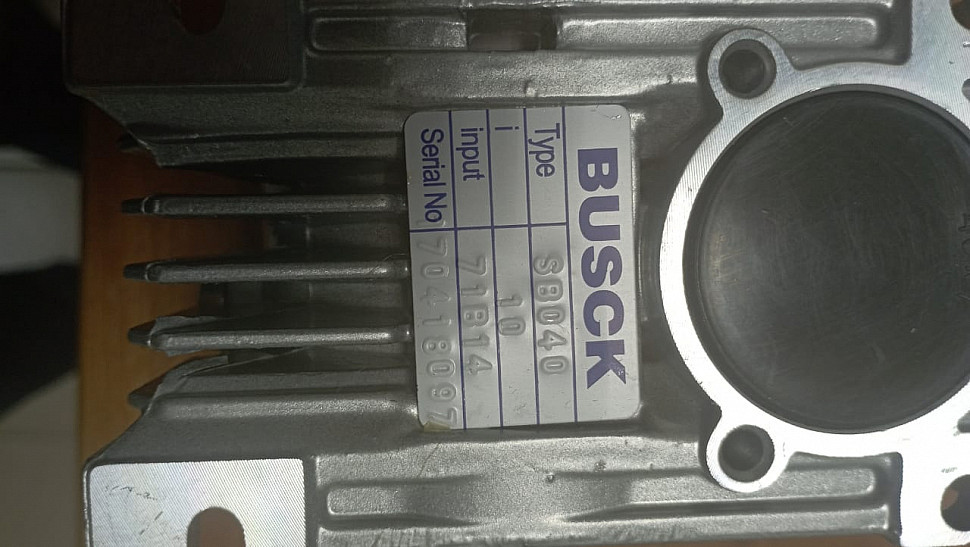 BUSCK
Type SB040
i 10
input 71B14
Serial No 70418097